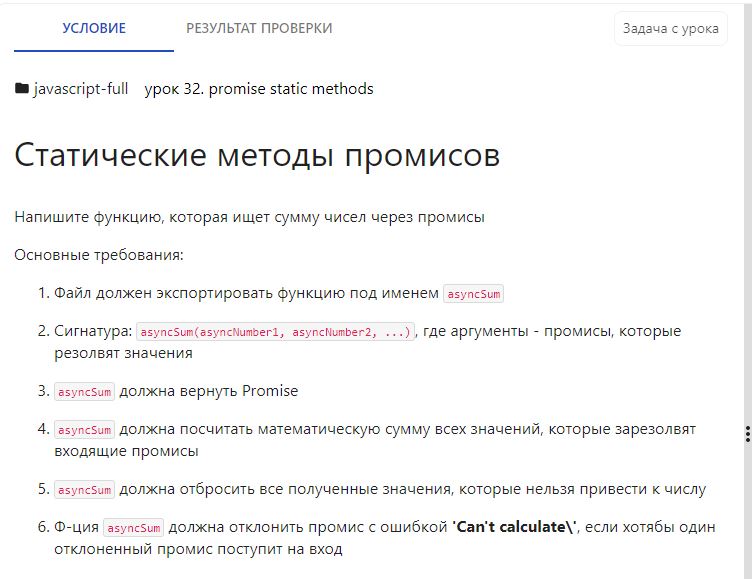 УСЛОВИЕ
РЕЗУЛЬТАТ ПРОВЕРКИ
Задача с урока
javascript-full урок 32. promise static methods
Статические методы промисов
Напишите функцию, которая ищет сумму чисел через промисы
Основные требования:
1. Файл должен экспортировать функцию под именем asyncSum
2. Сигнатура: asyncSum(asyncNumber1, asyncNumber2, ...), где аргументы - промисы, которые
резолвят значения
3. asyncSum должна вернуть Promise
4. asyncSum должна посчитать математическую сумму всех значений, которые зарезолвят
входящие промисы
5. asyncSum должна отбросить все полученные значения, которые нельзя привести к числу
6. Ф-ция asyncSum должна отклонить промис с ошибкой 'Can't calculate\', если хотябы один
отклоненный промис поступит на вход